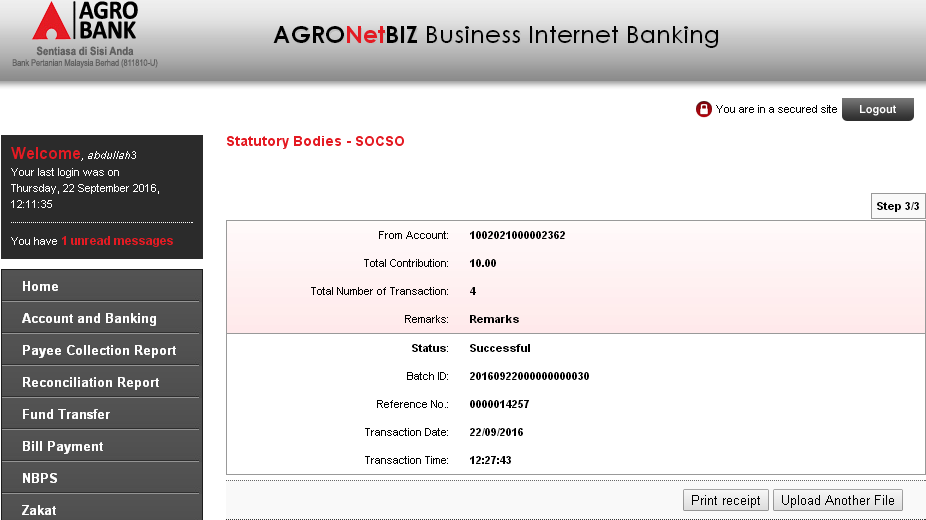 AGRO
BANK
Sentiasa di Sisi Anda
Bank Pertanian Malaysia Berhad (811810-U)
AGRONetBIZ Business Internet Banking
You are in a secured site
Logout
Welcome, abdullah3
Your last login was on
Thursday, 22 September 2016,
12:11:35
You have 1 unread messages
Home
Account and Banking
Payee Collection Report
Reconciliation Report
Fund Transfer
Bill Payment
NBPS
Zakat
Statutory Bodies - SOCSO
Step 3/3
From Account: 1002021000002362
Total Contribution: 10.00
Total Number of Transaction: 4
Remarks: Remarks
Status: Successful
Batch ID: 20160922000000000030
Reference No.: 0000014257
Transaction Date: 22/09/2016
Transaction Time: 12:27:43
Print receipt Upload Another File